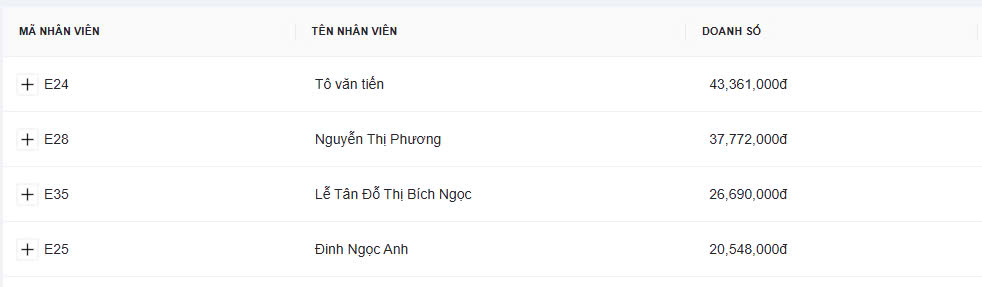 MÃ NHÂN VIÊN TÊN NHÂN VIÊN DOANH SỐ
E24 Tô văn tiến 43,361,000đ
E28 Nguyễn Thị Phương 37,772,000đ
E35 Lễ Tân Đỗ Thị Bích Ngọc 26,690,000đ
E25 Đinh Ngọc Anh 20,548,000đ